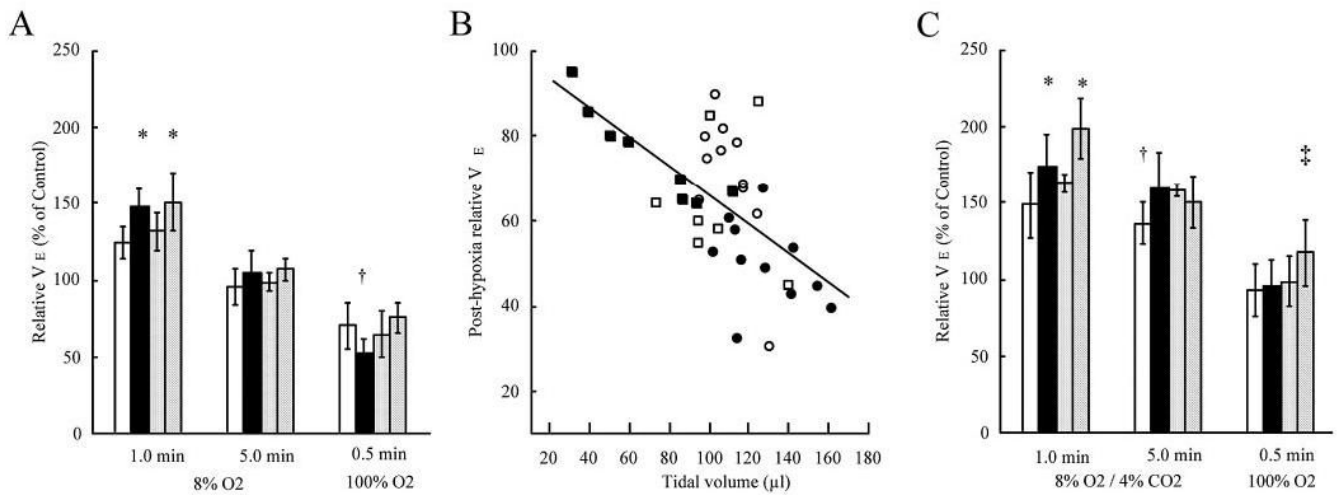 A
B
C
Relative V E (% of Control)
250
200
150
100
50
0
* *
†
1.0 min 5.0 min 0.5 min
8% O2 100% O2
Post-hypoxia relative V E
100
80
60
40
20
20 40 60 80 100 120 140 160 180
Tidal volume (µl)
Relative V E (% of Control)
250
200
150
100
50
0
* *
†
‡
1.0 min 5.0 min 0.5 min
8% O2 / 4% CO2 100% O2